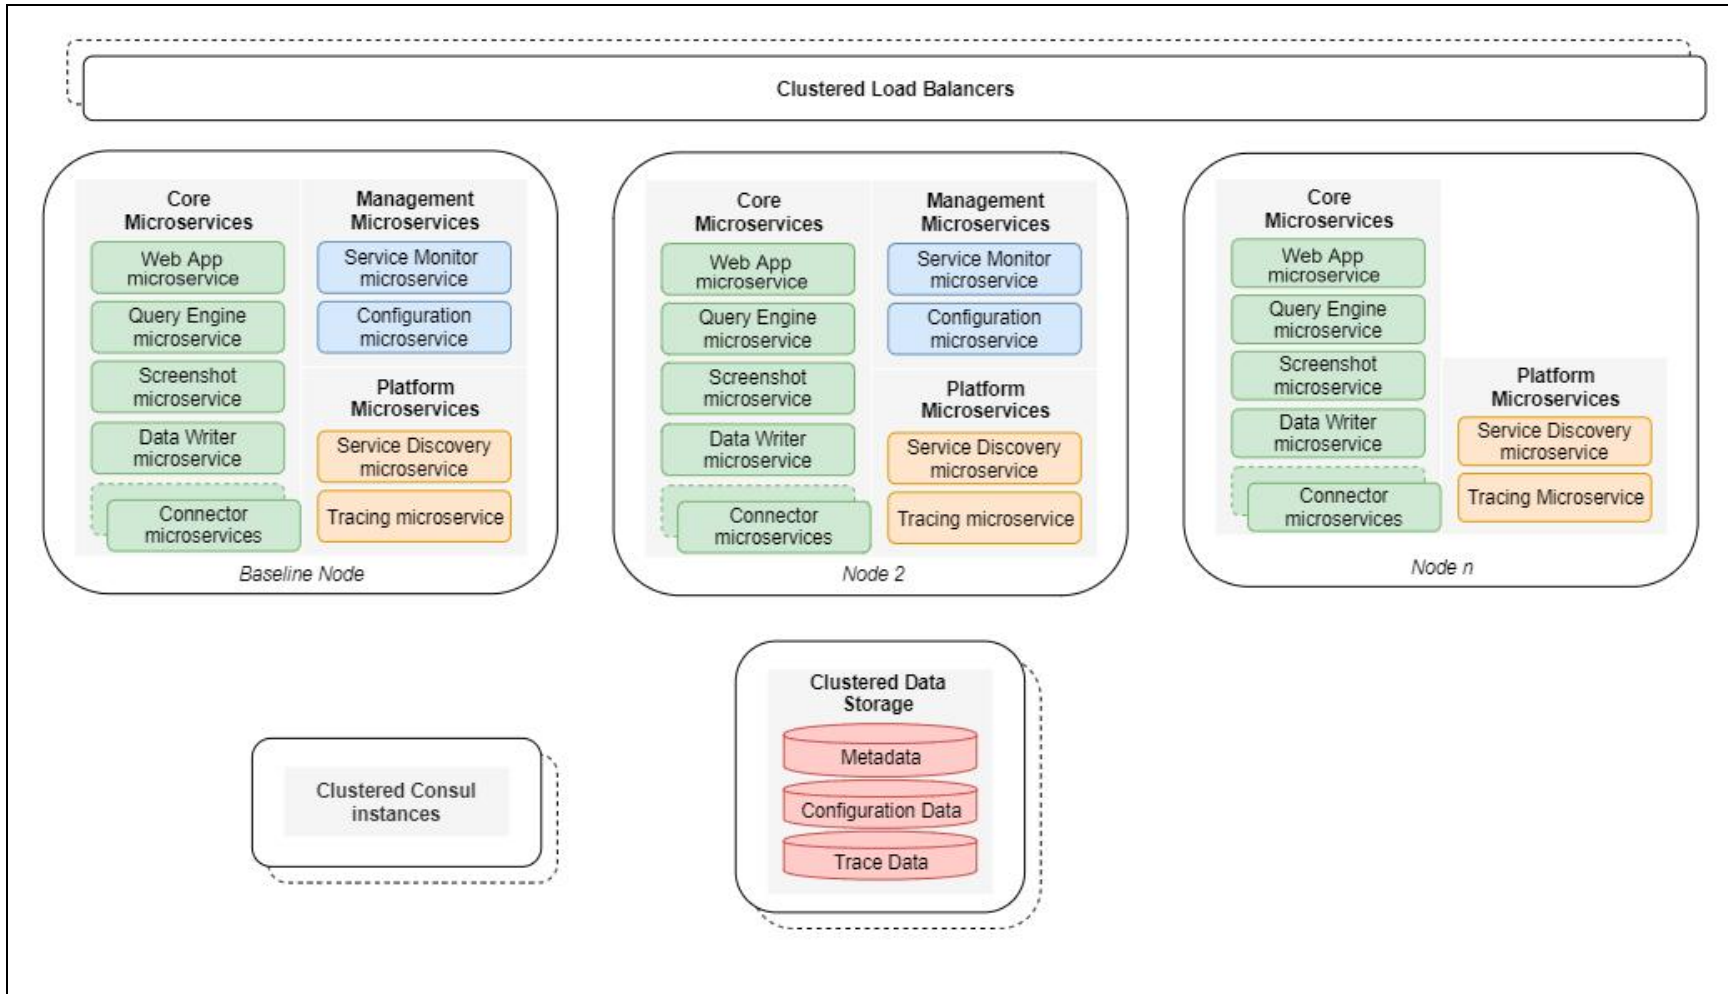 Clustered Load Balancers
Core
Microservices
Web App
microservice
Query Engine
microservice
Screenshot
microservice
Data Writer
microservice
Connector
microservices
Management
Microservices
Service Monitor
microservice
Configuration
microservice
Platform
Microservices
Service Discovery
microservice
Tracing microservice
Baseline Node
Core
Microservices
Web App
microservice
Query Engine
microservice
Screenshot
microservice
Data Writer
microservice
Connector
microservices
Management
Microservices
Service Monitor
microservice
Configuration
microservice
Platform
Microservices
Service Discovery
microservice
Tracing microservice
Node 2
Core
Microservices
Web App
microservice
Query Engine
microservice
Screenshot
microservice
Data Writer
microservice
Connector
microservices
Platform
Microservices
Service Discovery
microservice
Tracing Microservice
Node n
Clustered Consul
instances
Clustered Data
Storage
Metadata
Configuration Data
Trace Data